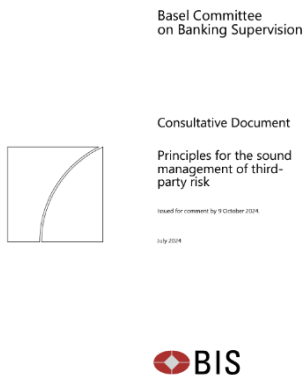 Basel Committee
on Banking Supervision
Consultative Document
Principles for the sound
management of third-
party risk
Issued for comment by 9 October 2024.
July 2024
BIS